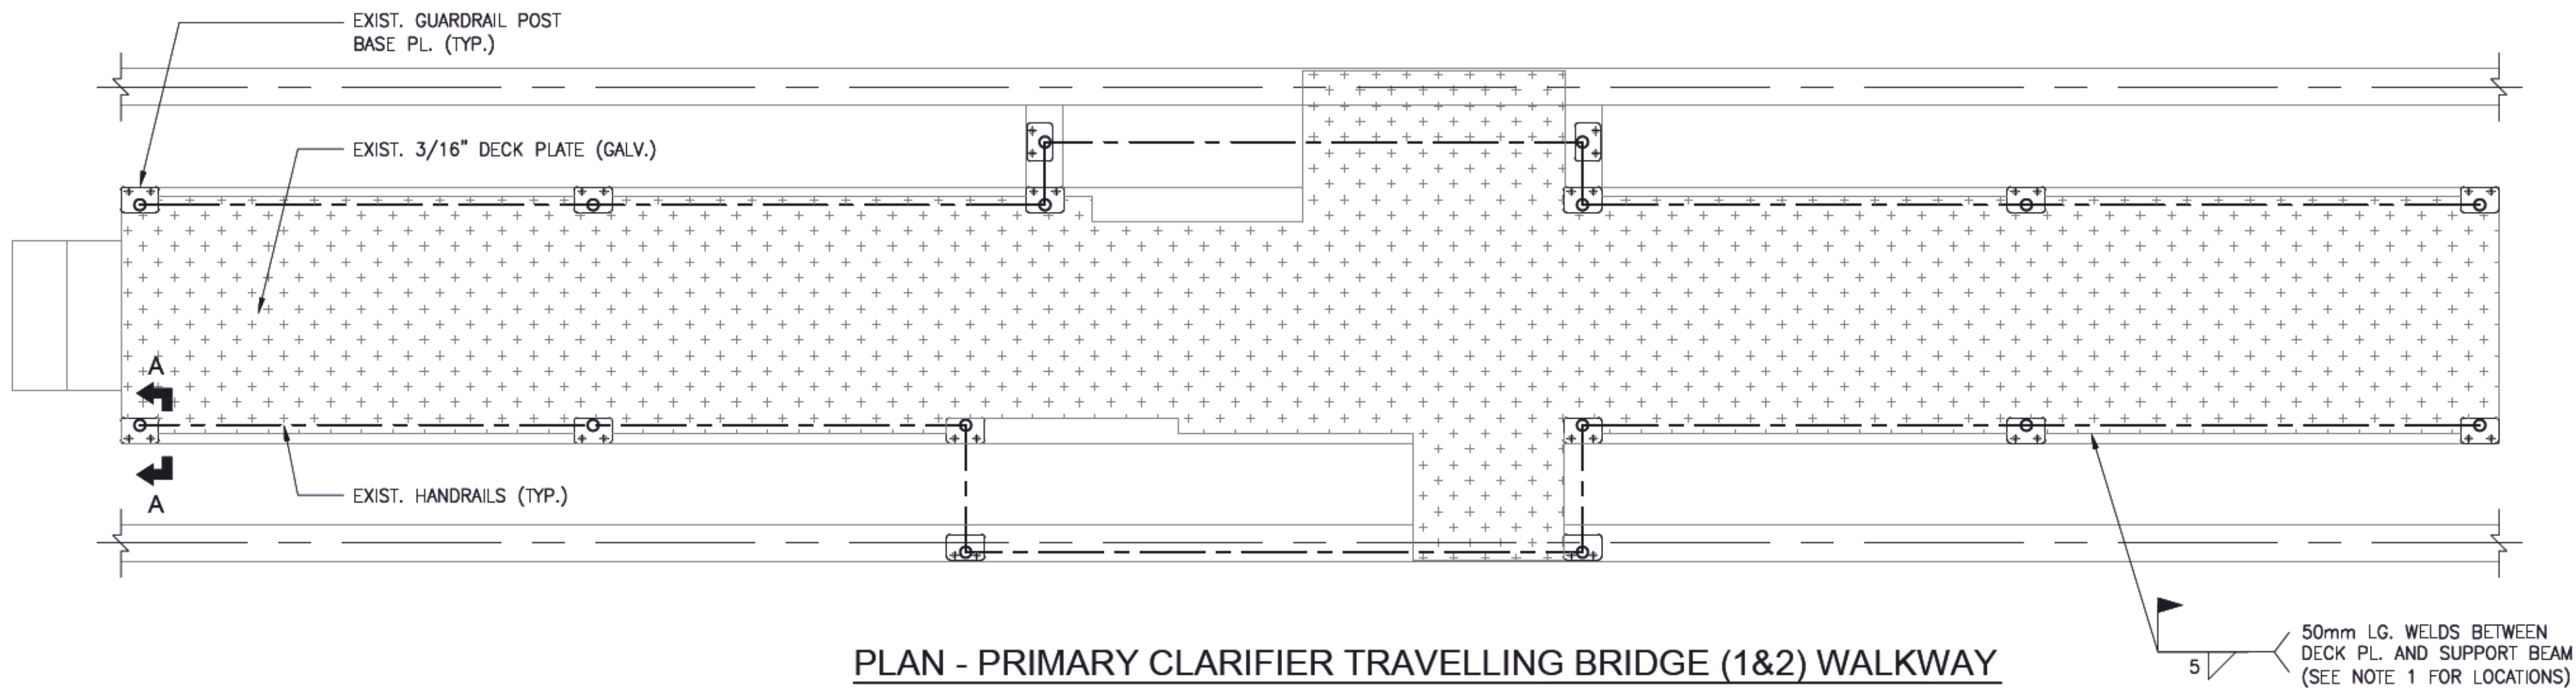 EXIST. GUARDRAIL POST
BASE PL. (TYP.)
EXIST. 3/16" DECK PLATE (GALV.)
A
A
EXIST. HANDRAILS (TYP.)
5
50mm LG. WELDS BETWEEN
DECK PL. AND SUPPORT BEAM
(SEE NOTE 1 FOR LOCATIONS)
PLAN - PRIMARY CLARIFIER TRAVELLING BRIDGE (1&2) WALKWAY